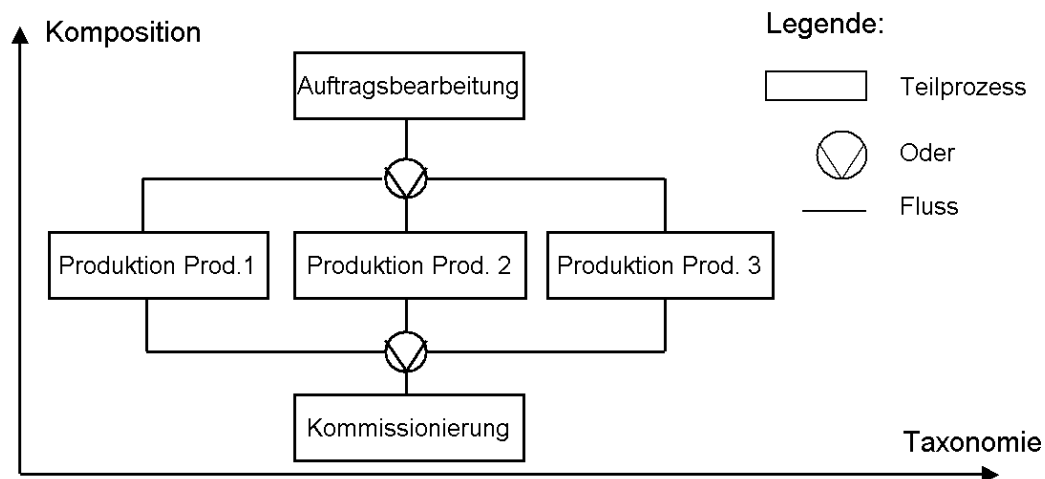 Komposition
Legende:
Auftragsbearbeitung
Teilprozess
Oder
Fluss
Produktion Prod.1
Produktion Prod. 2
Produktion Prod. 3
Kommissionierung
Taxonomie